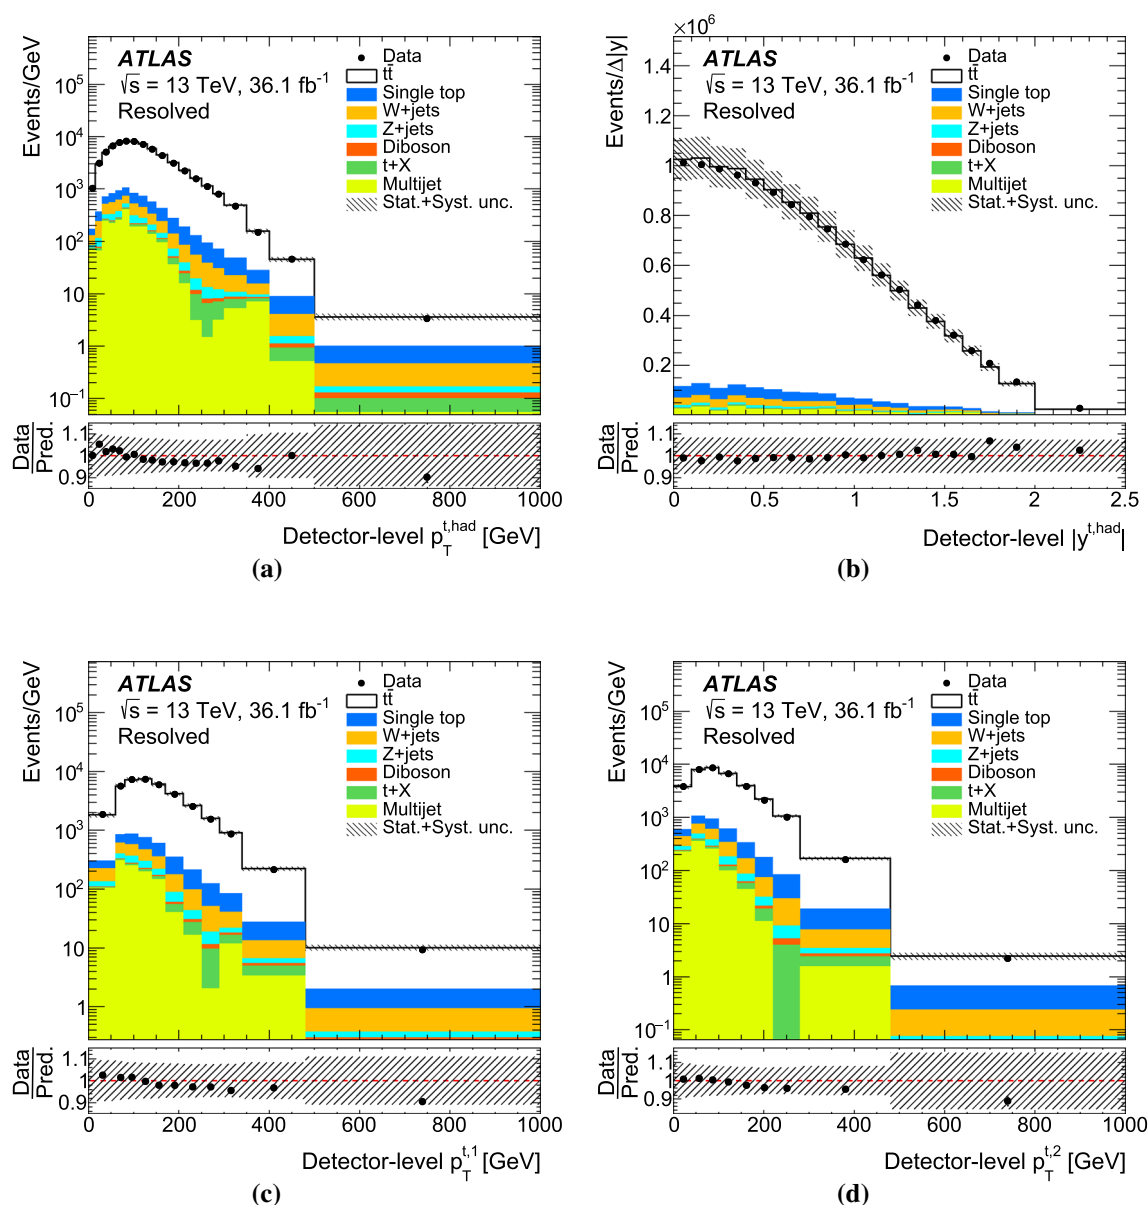 ATLAS
√s = 13 TeV, 36.1 fb⁻¹
Resolved
Data
tt̄
Single top
W+jets
Z+jets
Diboson
t+X
Multijet
Stat.+Syst. unc.
Events/GeV
10⁵
10⁴
10³
10²
10
1
10⁻¹
Data
Pred.
1.1
1
0.9
0 200 400 600 800 1000
Detector-level p_T^{t,had} [GeV]
(a)
×10⁶
ATLAS
√s = 13 TeV, 36.1 fb⁻¹
Resolved
Data
tt̄
Single top
W+jets
Z+jets
Diboson
t+X
Multijet
Stat.+Syst. unc.
Events/Δ|y|
1.4
1.2
1
0.8
0.6
0.4
0.2
Data
Pred.
1.1
1
0.9
0 0.5 1 1.5 2 2.5
Detector-level |y^{t,had}|
(b)
ATLAS
√s = 13 TeV, 36.1 fb⁻¹
Resolved
Data
tt̄
Single top
W+jets
Z+jets
Diboson
t+X
Multijet
Stat.+Syst. unc.
Events/GeV
10⁵
10⁴
10³
10²
10
1
Data
Pred.
1.1
1
0.9
0 200 400 600 800 1000
Detector-level p_T^{t,1} [GeV]
(c)
ATLAS
√s = 13 TeV, 36.1 fb⁻¹
Resolved
Data
tt̄
Single top
W+jets
Z+jets
Diboson
t+X
Multijet
Stat.+Syst. unc.
Events/GeV
10⁵
10⁴
10³
10²
10
1
10⁻¹
Data
Pred.
1.1
1
0.9
0 200 400 600 800 1000
Detector-level p_T^{t,2} [GeV]
(d)